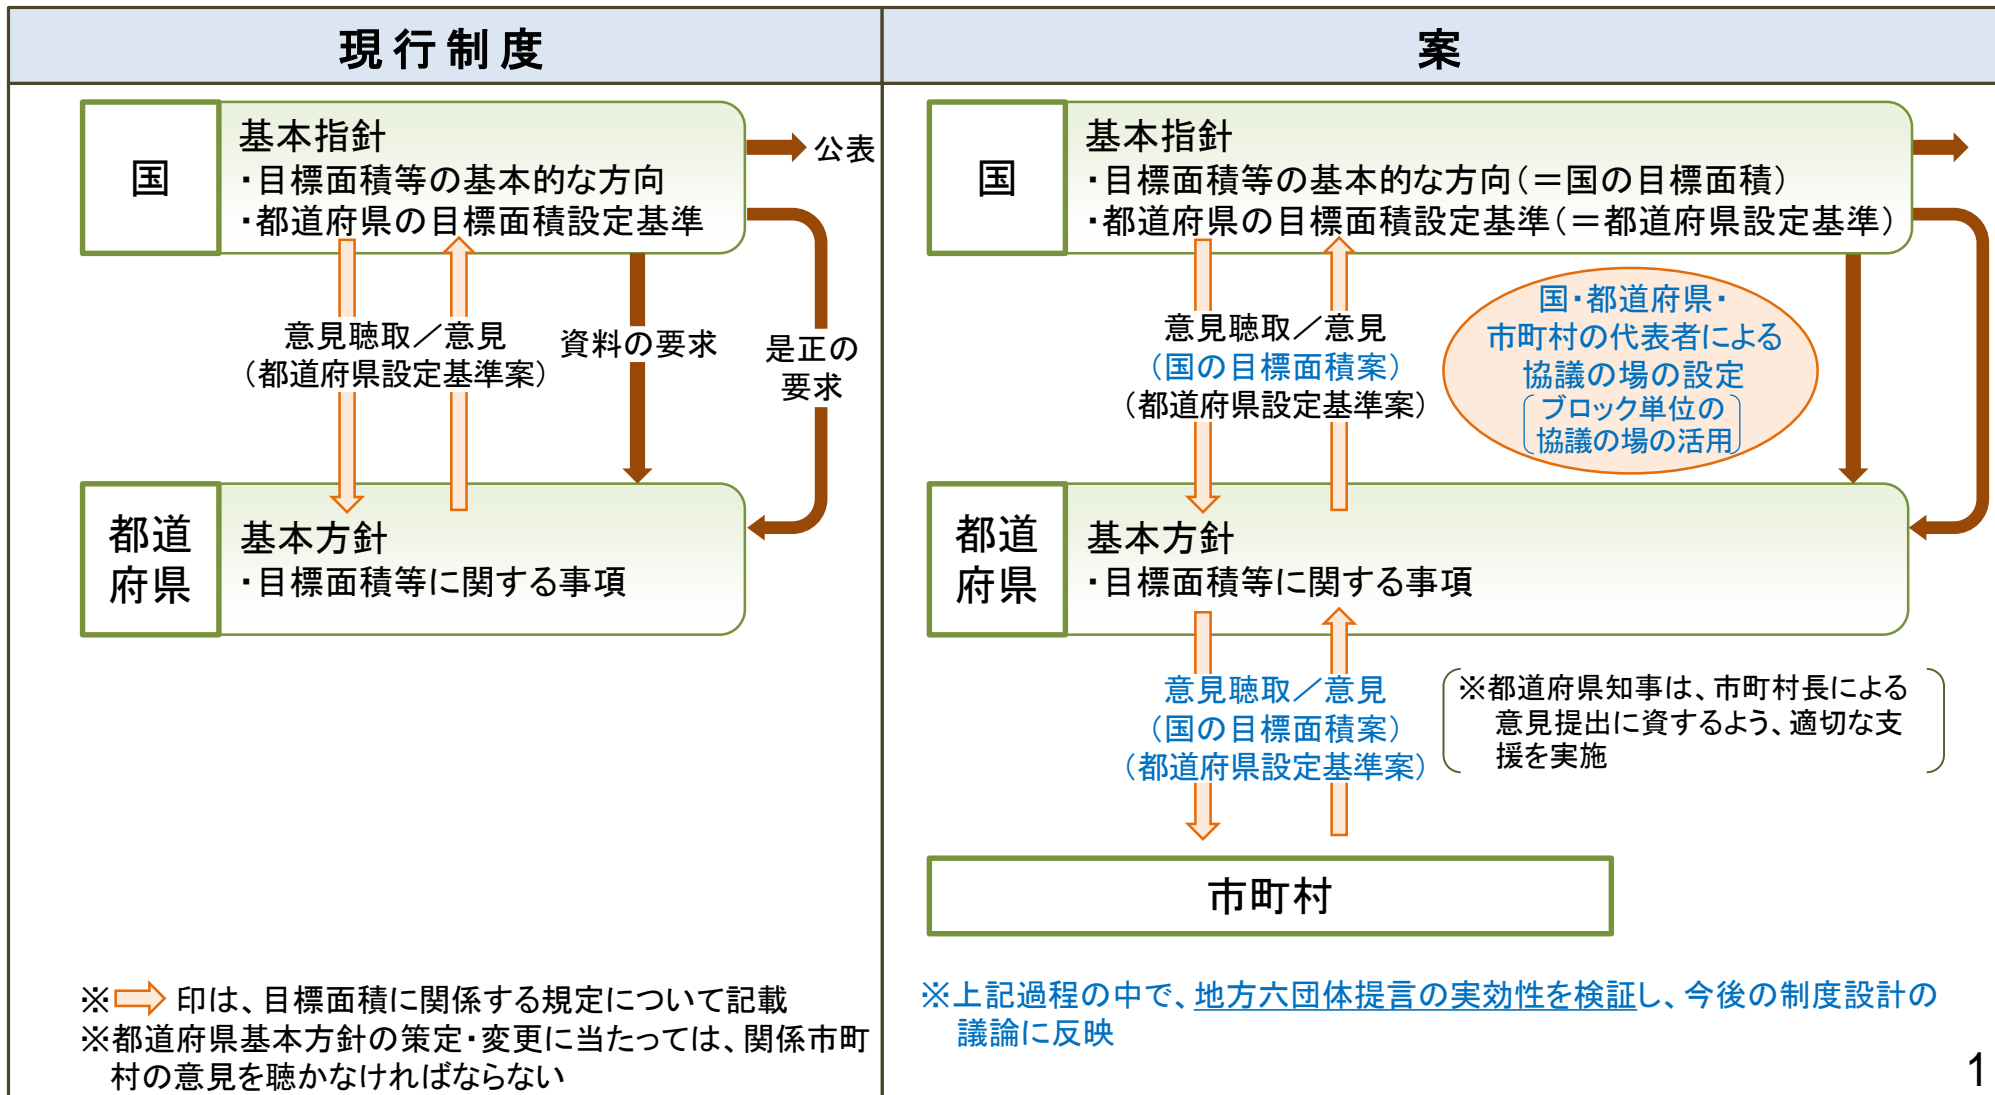 現行制度
国
基本指針
・目標面積等の基本的な方向
・都道府県の目標面積設定基準
公表
意見聴取／意見
（都道府県設定基準案）
資料の要求
是正の
要求
都道
府県
基本方針
・目標面積等に関する事項
※ 印は、目標面積に関係する規定について記載
※都道府県基本方針の策定・変更に当たっては、関係市町
村の意見を聴かなければならない
案
国
基本指針
・目標面積等の基本的な方向（＝国の目標面積）
・都道府県の目標面積設定基準（＝都道府県設定基準）
意見聴取／意見
（国の目標面積案）
（都道府県設定基準案）
国・都道府県・
市町村の代表者による
協議の場の設定
ブロック単位の
協議の場の活用
都道
府県
基本方針
・目標面積等に関する事項
意見聴取／意見
（国の目標面積案）
（都道府県設定基準案）
※都道府県知事は、市町村長による
意見提出に資するよう、適切な支
援を実施
市町村
※上記過程の中で、地方六団体提言の実効性を検証し、今後の制度設計の
議論に反映
1